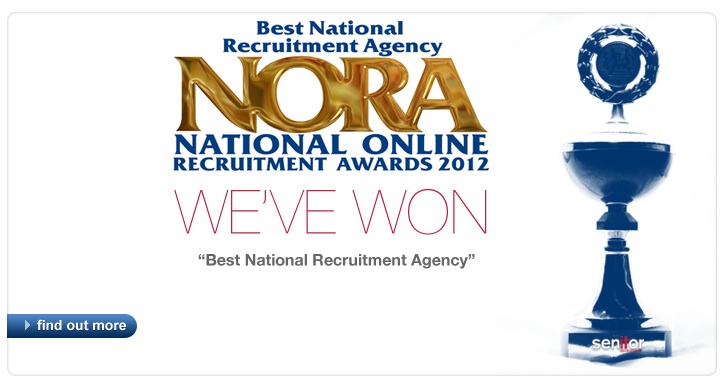 Best National
Recruitment Agency
NORA
NATIONAL ONLINE
RECRUITMENT AWARDS 2012
WE'VE WON
“Best National Recruitment Agency”
find out more
senitor